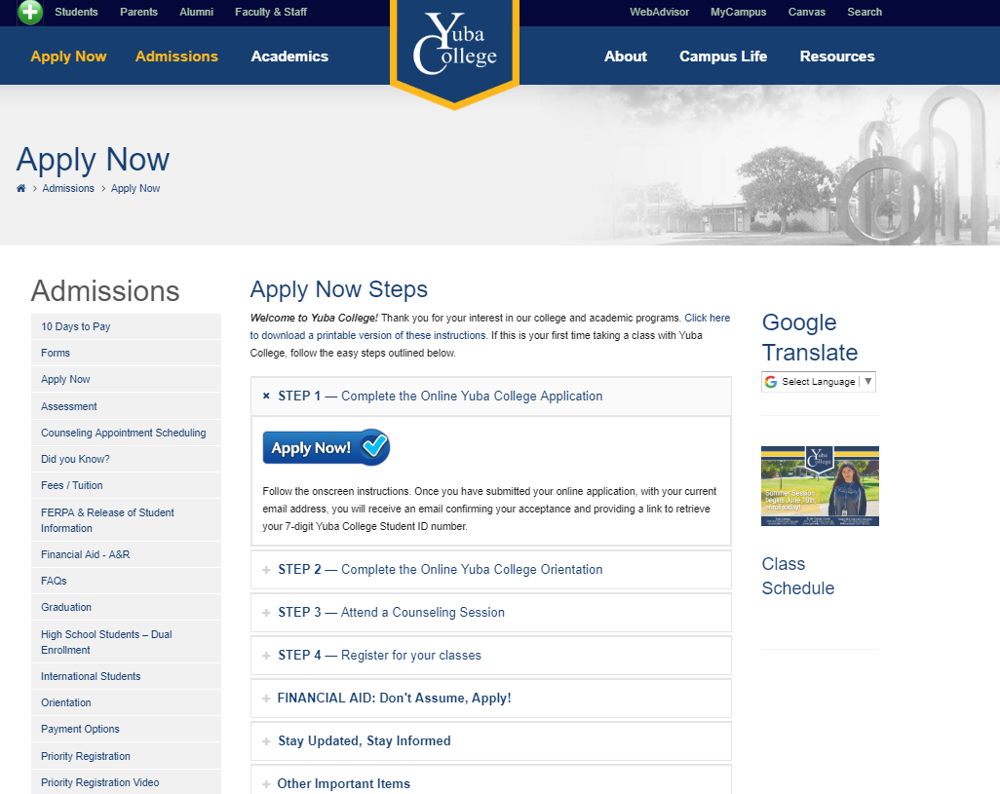 Students Parents Alumni Faculty & Staff WebAdvisor MyCampus Canvas Search
Apply Now Admissions Academics Yuba College About Campus Life Resources
Apply Now
Admissions Apply Now
Admissions
10 Days to Pay
Forms
Apply Now
Assessment
Counseling Appointment Scheduling
Did you Know?
Fees / Tuition
FERPA & Release of Student
Information
Financial Aid - A&R
FAQs
Graduation
High School Students – Dual
Enrollment
International Students
Orientation
Payment Options
Priority Registration
Priority Registration Video
Apply Now Steps
Welcome to Yuba College! Thank you for your interest in our college and academic programs. Click here
to download a printable version of these instructions. If this is your first time taking a class with Yuba
College, follow the easy steps outlined below.
STEP 1 — Complete the Online Yuba College Application
Apply Now!
Follow the onscreen instructions. Once you have submitted your online application, with your current
email address, you will receive an email confirming your acceptance and providing a link to retrieve
your 7-digit Yuba College Student ID number.
STEP 2 — Complete the Online Yuba College Orientation
STEP 3 — Attend a Counseling Session
STEP 4 — Register for your classes
FINANCIAL AID: Don't Assume, Apply!
Stay Updated, Stay Informed
Other Important Items
Google
Translate
Select Language ▼
Yuba
College
Summer Session
begins June 10th,
enroll today!
Class
Schedule